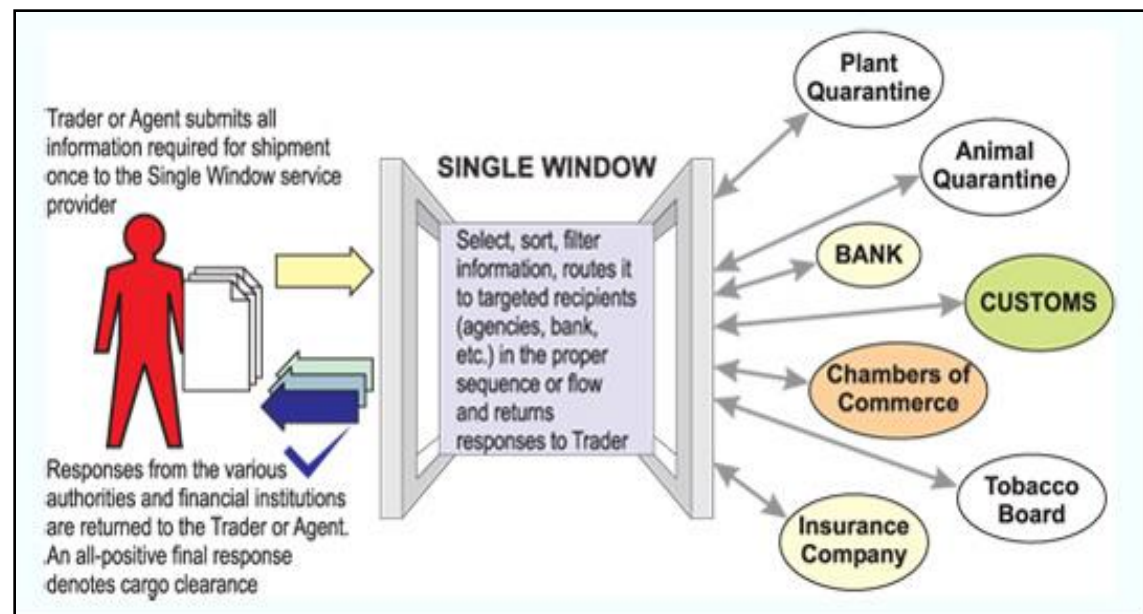 Trader or Agent submits all
information required for shipment
once to the Single Window service
provider
Responses from the various
authorities and financial institutions
are returned to the Trader or Agent.
An all-positive final response
denotes cargo clearance
SINGLE WINDOW
Select, sort, filter
information, routes it
to targeted recipients
(agencies, bank,
etc.) in the proper
sequence or flow
and returns
responses to Trader
Plant
Quarantine
Animal
Quarantine
BANK
CUSTOMS
Chambers of
Commerce
Tobacco
Board
Insurance
Company